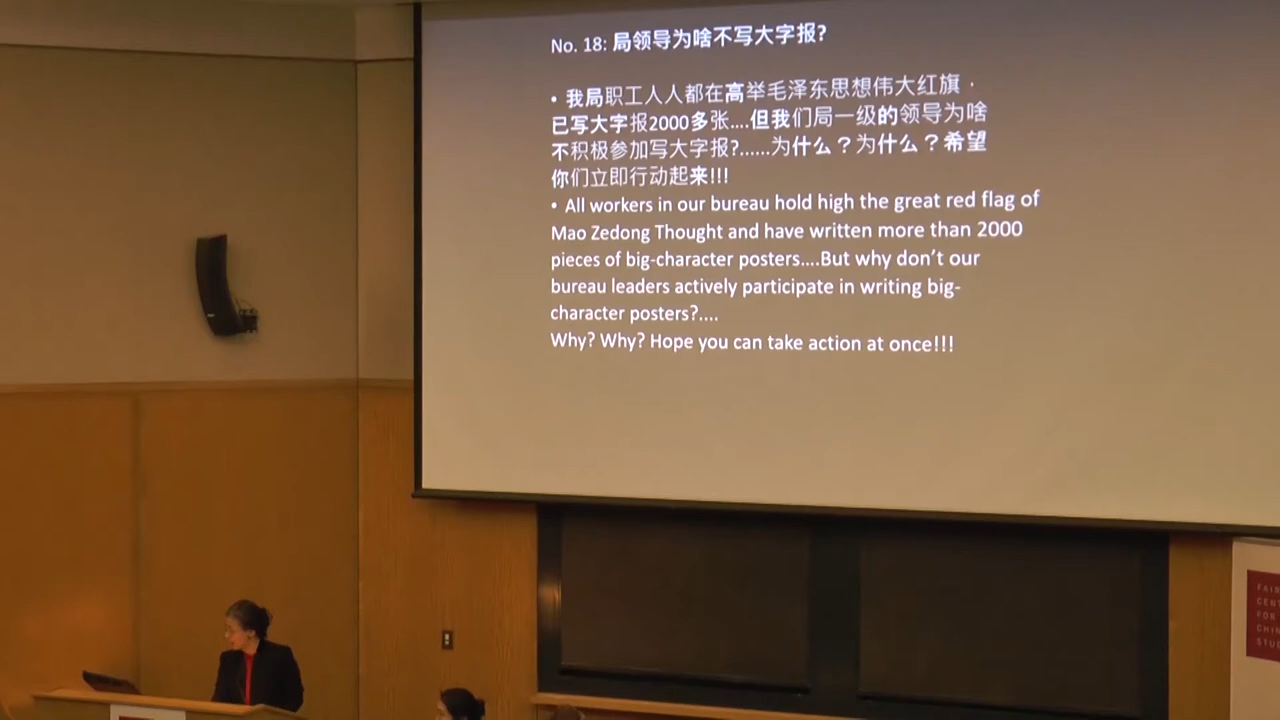 No. 18: 局领导为啥不写大字报?
• 我局职工人人都在高举毛泽东思想伟大红旗．
已写大字报2000多张....但我们局一级的领导为啥
不积极参加写大字报?......为什么？为什么？希望
你们立即行动起来!!!
• All workers in our bureau hold high the great red flag of
Mao Zedong Thought and have written more than 2000
pieces of big-character posters....But why don't our
bureau leaders actively participate in writing big-
character posters?....
Why? Why? Hope you can take action at once!!!
FOR